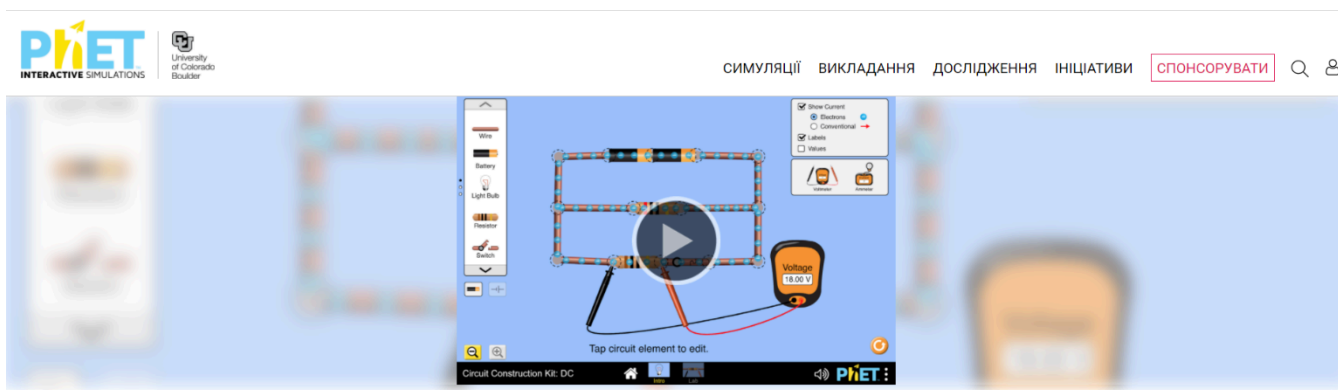 PhET
INTERACTIVE SIMULATIONS
University
of Colorado
Boulder
СИМУЛЯЦІЇ ВИКЛАДАННЯ ДОСЛІДЖЕННЯ ІНІЦІАТИВИ СПОНСОРУВАТИ
Wire
Battery
Light Bulb
Resistor
Switch
Show Current
Electrons
Conventional
Labels
Values
Voltmeter
Ammeter
Voltage
18.00 V
Tap circuit element to edit.
Circuit Construction Kit: DC
Intro
Lab
PhET